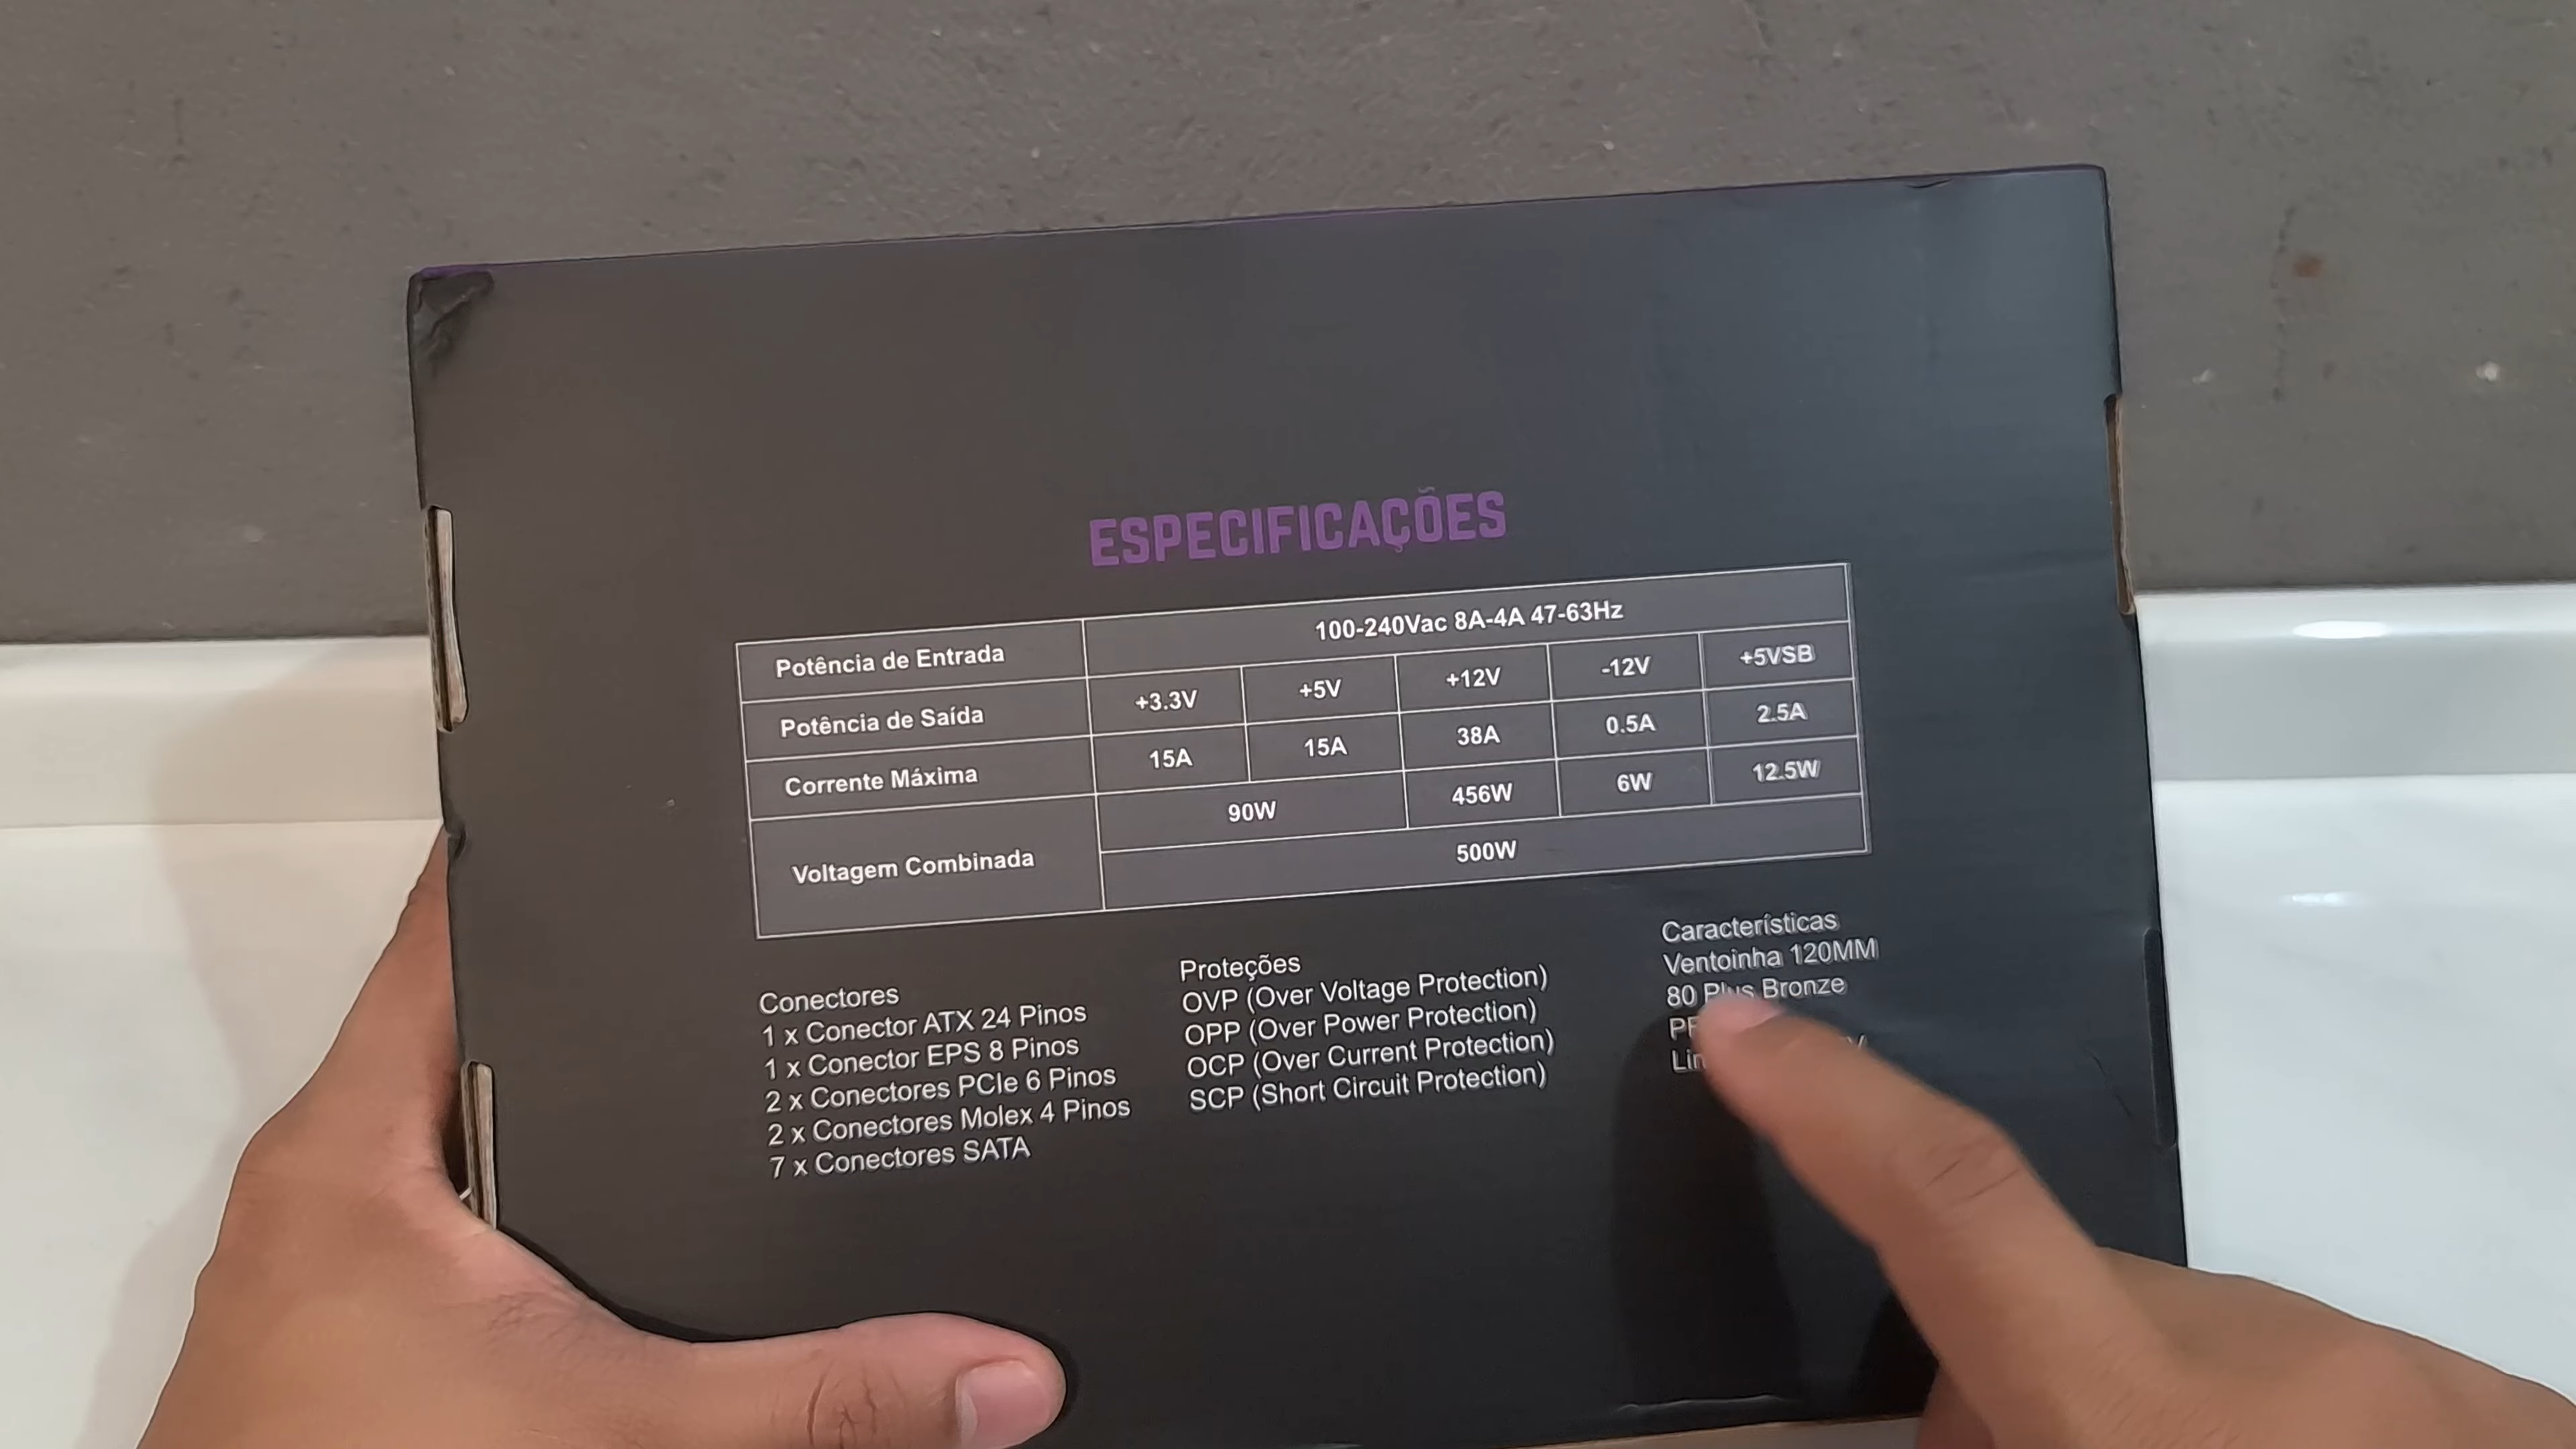 ESPECIFICAÇÕES
Potência de Entrada 100-240Vac 8A-4A 47-63Hz
Potência de Saída +3.3V +5V +12V -12V +5VSB
Corrente Máxima 15A 15A 38A 0.5A 2.5A
Voltagem Combinada 90W 456W 6W 12.5W
500W
Conectores
1 x Conector ATX 24 Pinos
1 x Conector EPS 8 Pinos
2 x Conectores PCIe 6 Pinos
2 x Conectores Molex 4 Pinos
7 x Conectores SATA
Proteções
OVP (Over Voltage Protection)
OPP (Over Power Protection)
OCP (Over Current Protection)
SCP (Short Circuit Protection)
Características
Ventoinha 120MM
80 Plus Bronze